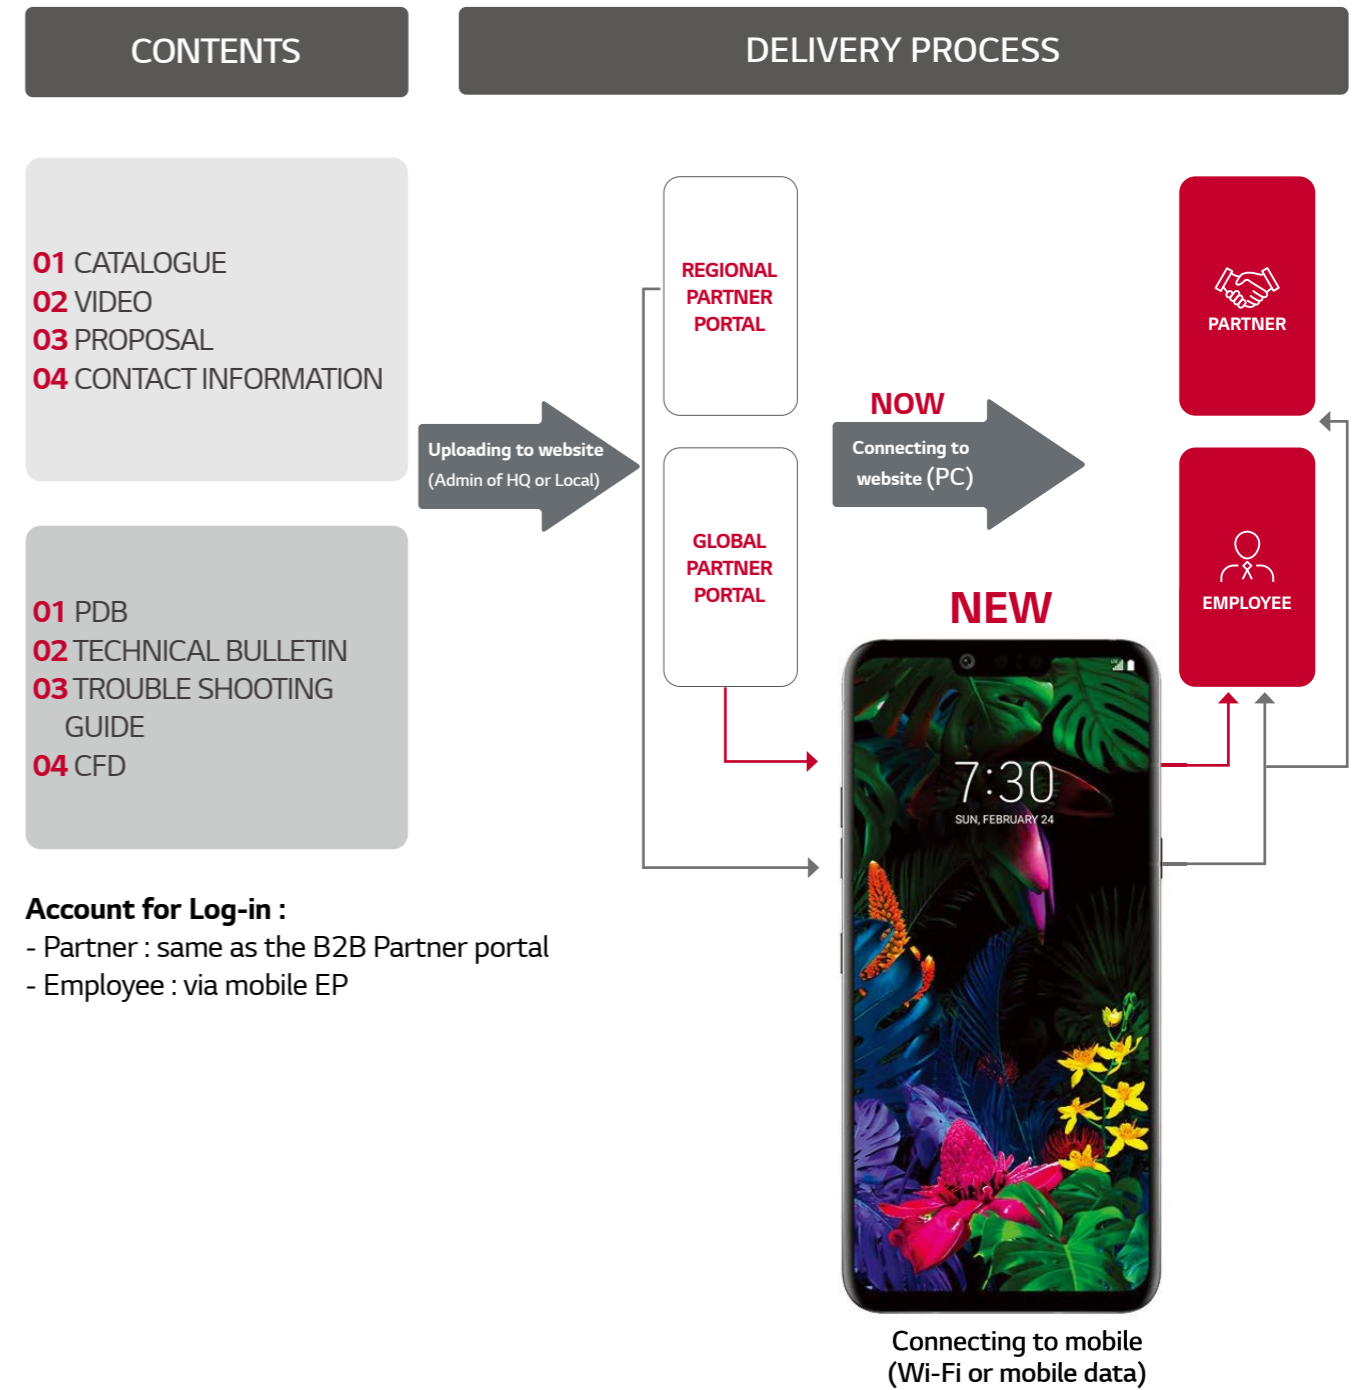 CONTENTS
DELIVERY PROCESS
01 CATALOGUE
02 VIDEO
03 PROPOSAL
04 CONTACT INFORMATION
01 PDB
02 TECHNICAL BULLETIN
03 TROUBLE SHOOTING
GUIDE
04 CFD
Account for Log-in :
- Partner : same as the B2B Partner portal
- Employee : via mobile EP
Uploading to website
(Admin of HQ or Local)
REGIONAL
PARTNER
PORTAL
GLOBAL
PARTNER
PORTAL
NOW
Connecting to
website (PC)
PARTNER
EMPLOYEE
NEW
LTE
7:30
SUN, FEBRUARY 24
Connecting to mobile
(Wi-Fi or mobile data)